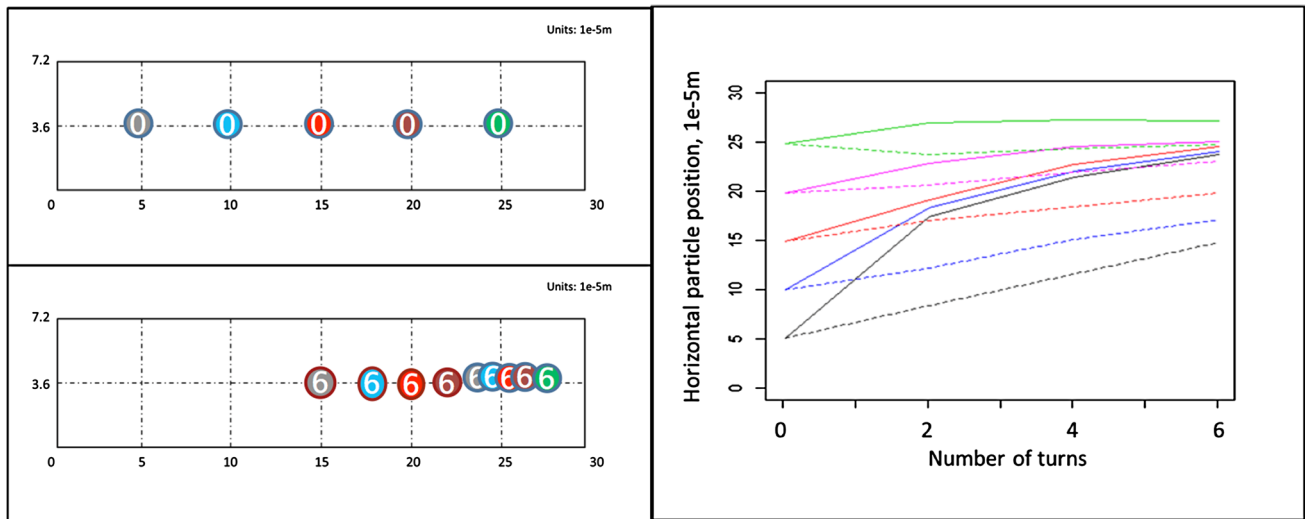 Units: 1e-5m
7.2
3.6
0 0 0 0 0
0 5 10 15 20 25 30
Units: 1e-5m
7.2
3.6
6 6 6 6 6 6 6 6 6
0 5 10 15 20 25 30
Horizontal particle position, 1e-5m
30
25
20
15
10
5
0
0 2 4 6
Number of turns